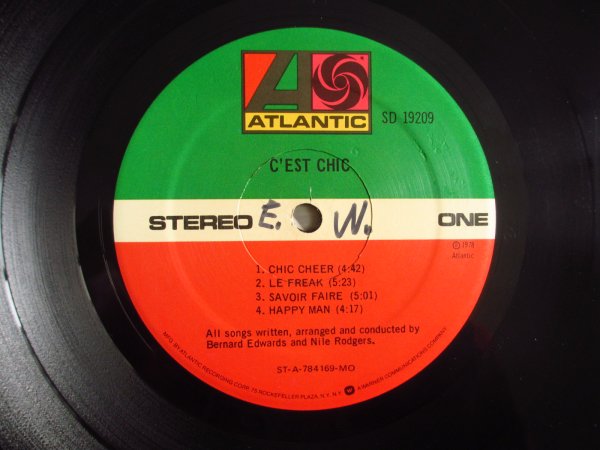 ATLANTIC
SD 19209
C'EST CHIC
STEREO E. W. ONE
℗ 1978
Atlantic
1. CHIC CHEER (4:42)
2. LE FREAK (5:23)
3. SAVOIR FAIRE (5:01)
4. HAPPY MAN (4:17)
All songs written, arranged and conducted by
Bernard Edwards and Nile Rodgers.
ST-A-784169-MO
MFG. BY ATLANTIC RECORDING CORP. 75 ROCKEFELLER PLAZA, N.Y., N.Y. A WARNER COMMUNICATIONS COMPANY